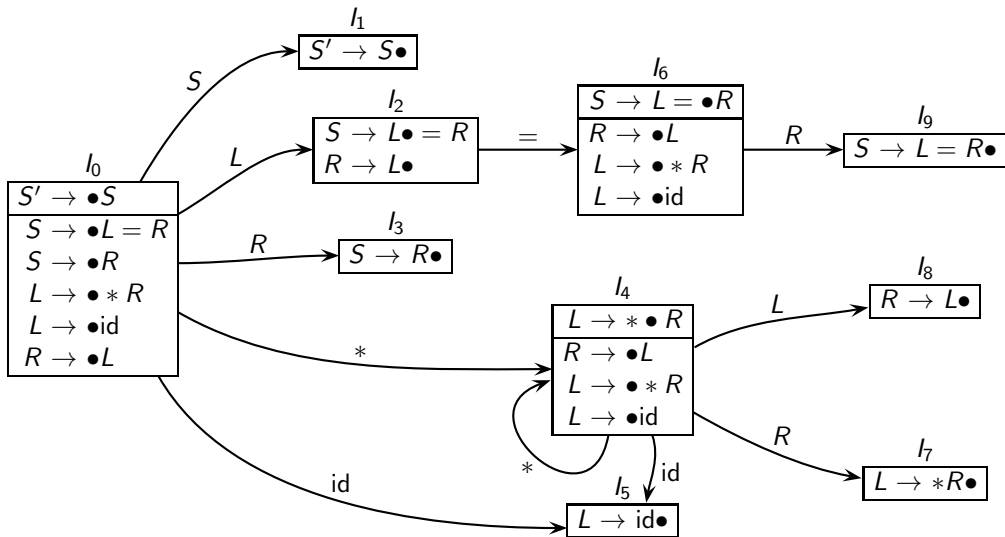 I₁
S′ → S●
S
I₂
S → L● = R
R → L●
L
=
I₆
S → L = ●R
R → ●L
L → ● ∗ R
L → ●id
R
I₉
S → L = R●
I₀
S′ → ●S
S → ●L = R
S → ●R
L → ● ∗ R
L → ●id
R → ●L
R
I₃
S → R●
∗
I₄
L → ∗ ● R
R → ●L
L → ● ∗ R
L → ●id
L
I₈
R → L●
∗
id
R
I₇
L → ∗R●
id
I₅
L → id●